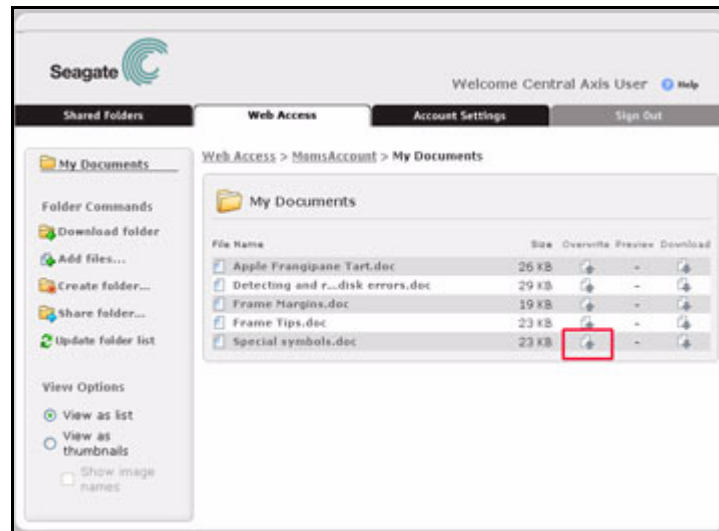 Seagate
Welcome Central Axis User Help
Shared Folders Web Access Account Settings Sign Out
My Documents
Folder Commands
Download folder
Add files...
Create folder...
Share folder...
Update folder list
View Options
View as list
View as
thumbnails
Show image
names
Web Access > MomsAccount > My Documents
My Documents
File Name Size Overwrite Preview Download
Apple Frangipane Tart.doc 26 KB -
Detecting and r...disk errors.doc 29 KB -
Frame Margins.doc 19 KB -
Frame Tips.doc 23 KB -
Special symbols.doc 23 KB -